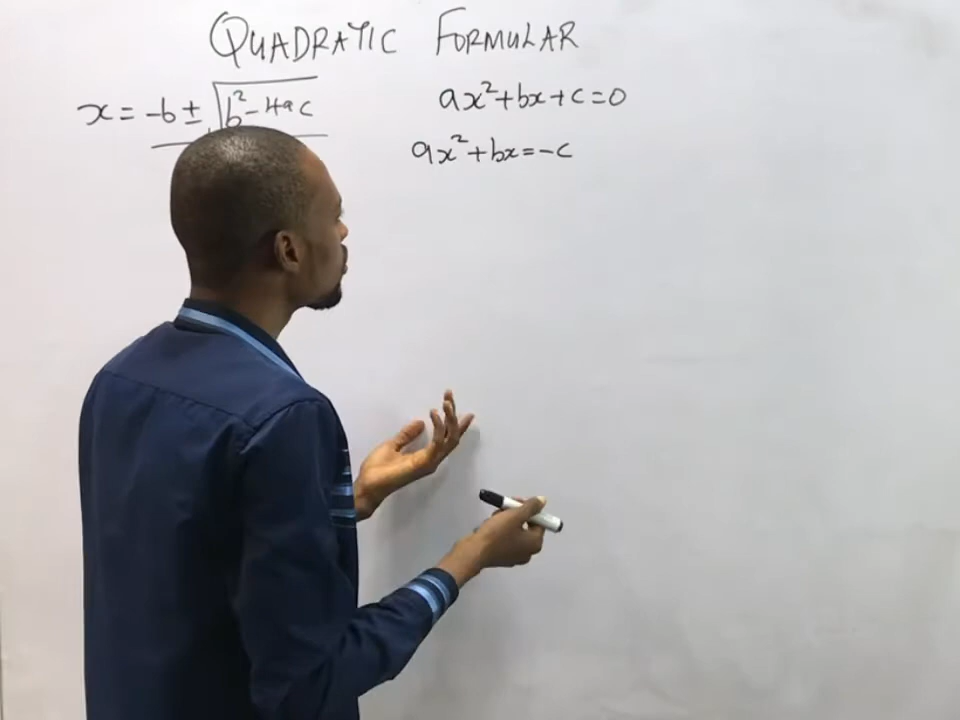 QUADRATIC FORMULAR
x = -b ± √b² - 4ac
ax² + bx + c = 0
ax² + bx = -c